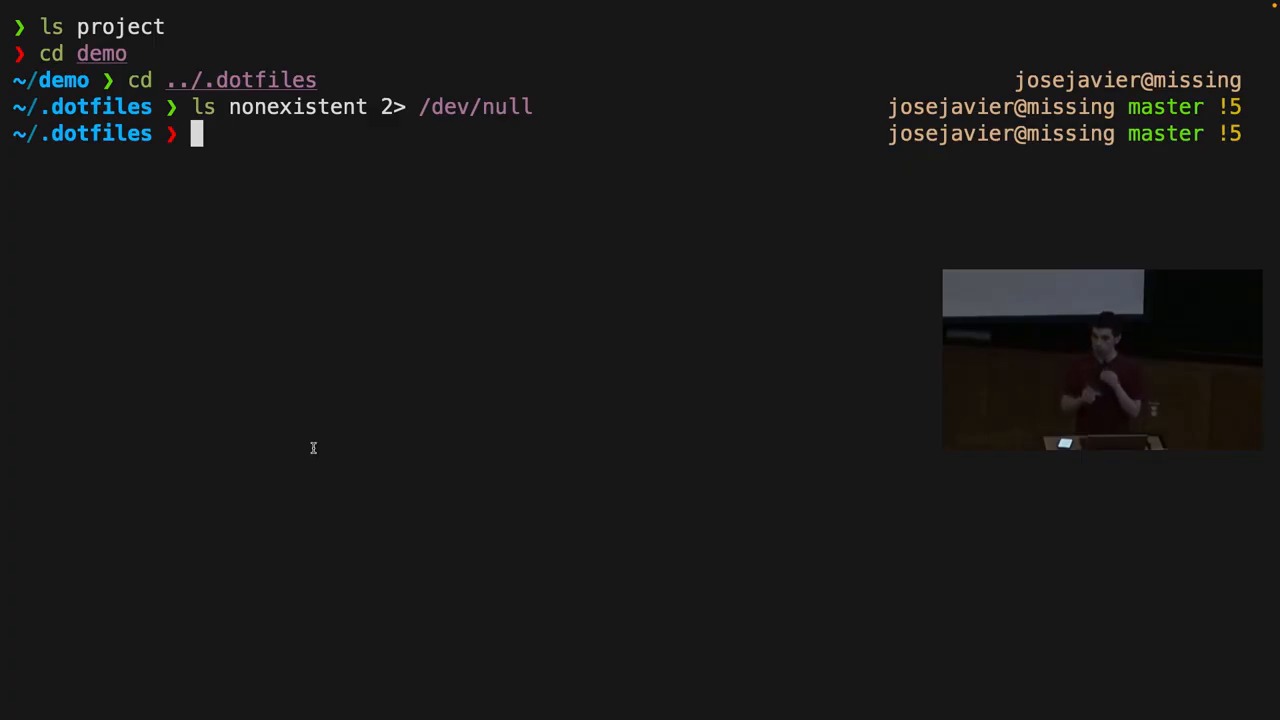 ❯ ls project
❯ cd demo
~/demo ❯ cd ../.dotfiles josejavier@missing
~/.dotfiles ❯ ls nonexistent 2> /dev/null josejavier@missing master !5
~/.dotfiles ❯ josejavier@missing master !5